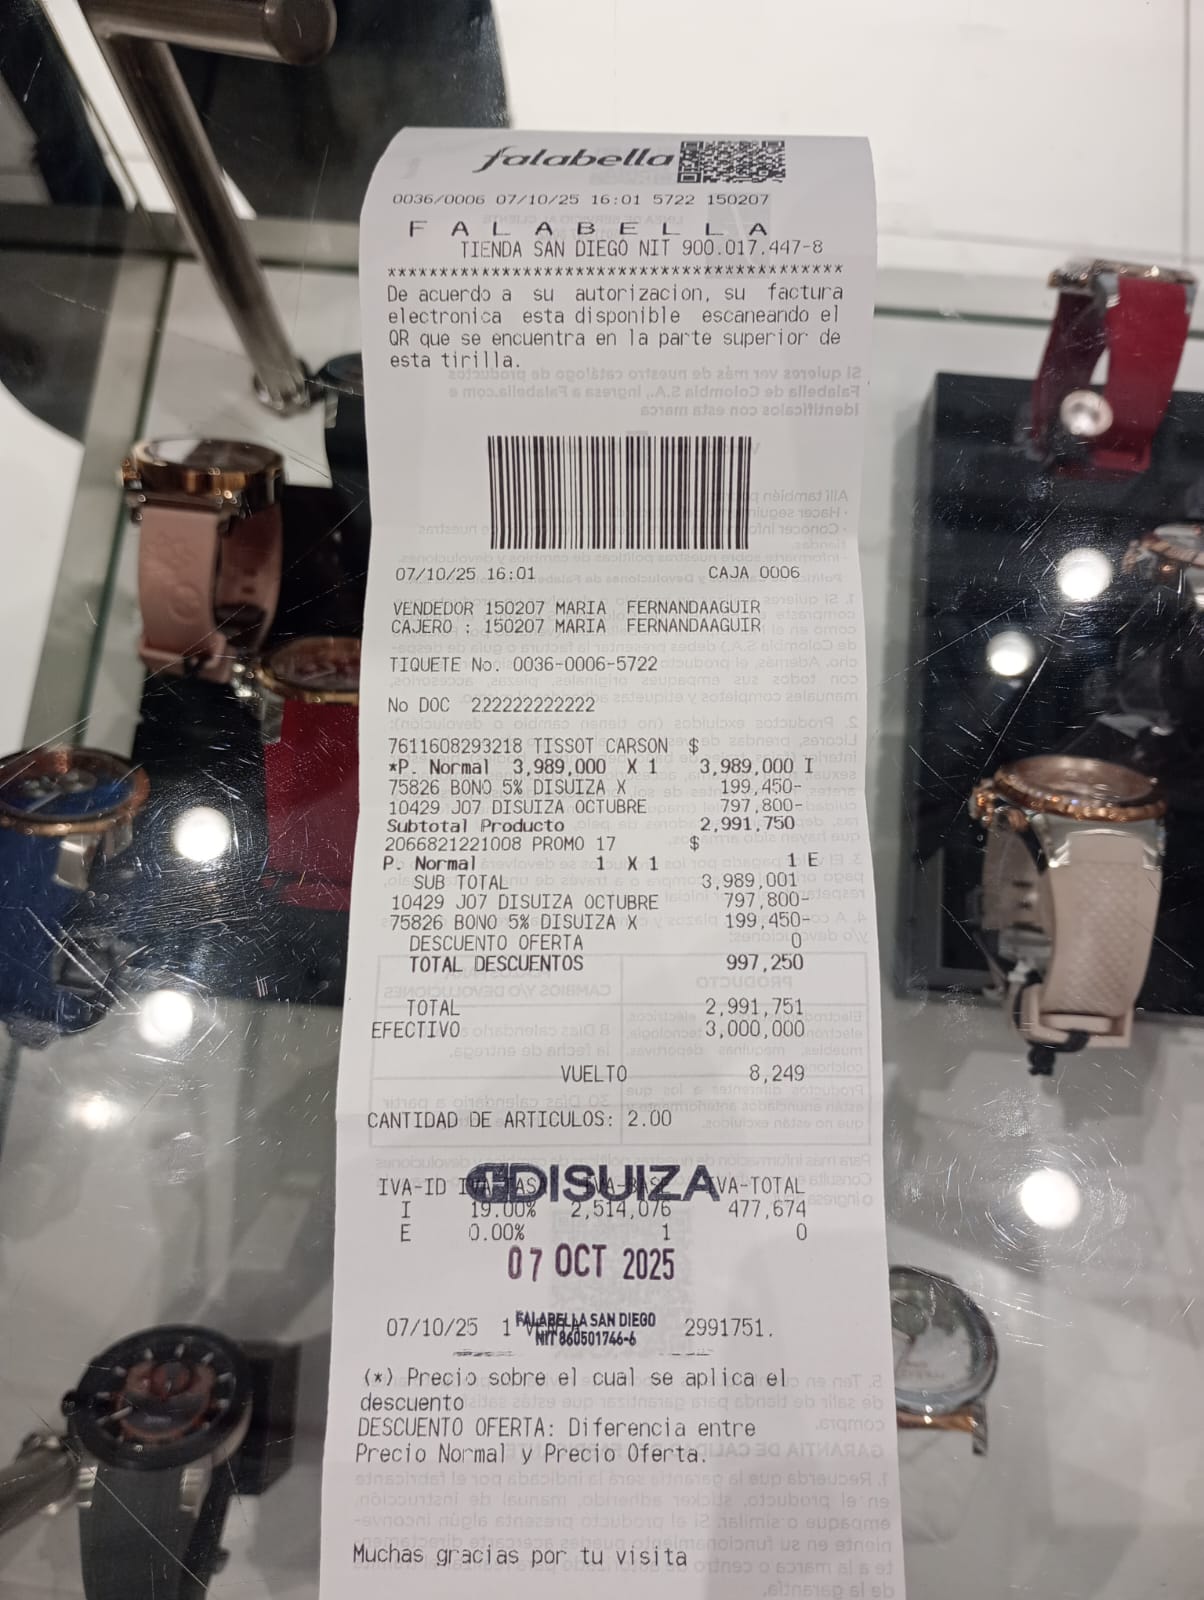 falabella
0036/0006 07/10/25 16:01 5722 150207
F A L A B E L L A
TIENDA SAN DIEGO NIT 900.017.447-8
******************************************
De acuerdo a su autorizacion, su factura
electronica esta disponible escaneando el
QR que se encuentra en la parte superior de
esta tirilla.
07/10/25 16:01 CAJA 0006
VENDEDOR 150207 MARIA FERNANDAAGUIR
CAJERO : 150207 MARIA FERNANDAAGUIR
TIQUETE No. 0036-0006-5722
No DOC 222222222222
7611608293218 TISSOT CARSON $
*P. Normal 3,989,000 X 1 3,989,000 I
75826 BONO 5% DISUIZA X 199,450-
10429 J07 DISUIZA OCTUBRE 797,800-
Subtotal Producto 2,991,750
2066821221008 PROMO 17 $
P. Normal 1 X 1 1 E
SUB TOTAL 3,989,001
10429 J07 DISUIZA OCTUBRE 797,800-
75826 BONO 5% DISUIZA X 199,450-
DESCUENTO OFERTA 0
TOTAL DESCUENTOS 997,250
TOTAL 2,991,751
EFECTIVO 3,000,000
VUELTO 8,249
CANTIDAD DE ARTICULOS: 2.00
DISUIZA
IVA-ID IVA-TASA IVA-BASE IVA-TOTAL
I 19.00% 2,514,076 477,674
E 0.00% 1 0
07 OCT 2025
FALABELLA SAN DIEGO
NIT 860501746-6
07/10/25 1 VENTA 2991751.
(*) Precio sobre el cual se aplica el
descuento
DESCUENTO OFERTA: Diferencia entre
Precio Normal y Precio Oferta.
Muchas gracias por tu visita